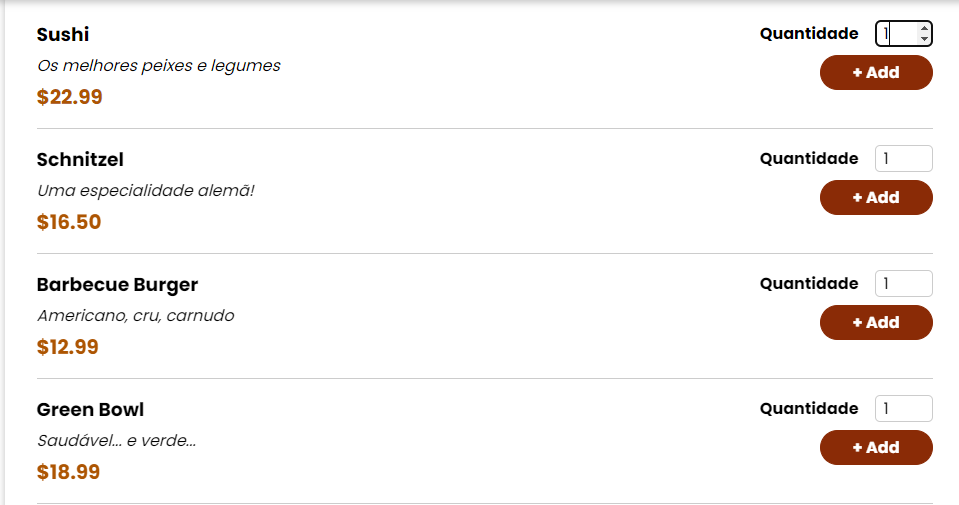 Sushi
Quantidade 1
Os melhores peixes e legumes
+ Add
$22.99
Schnitzel
Quantidade 1
Uma especialidade alemã!
+ Add
$16.50
Barbecue Burger
Quantidade 1
Americano, cru, carnudo
+ Add
$12.99
Green Bowl
Quantidade 1
Saudável... e verde...
+ Add
$18.99